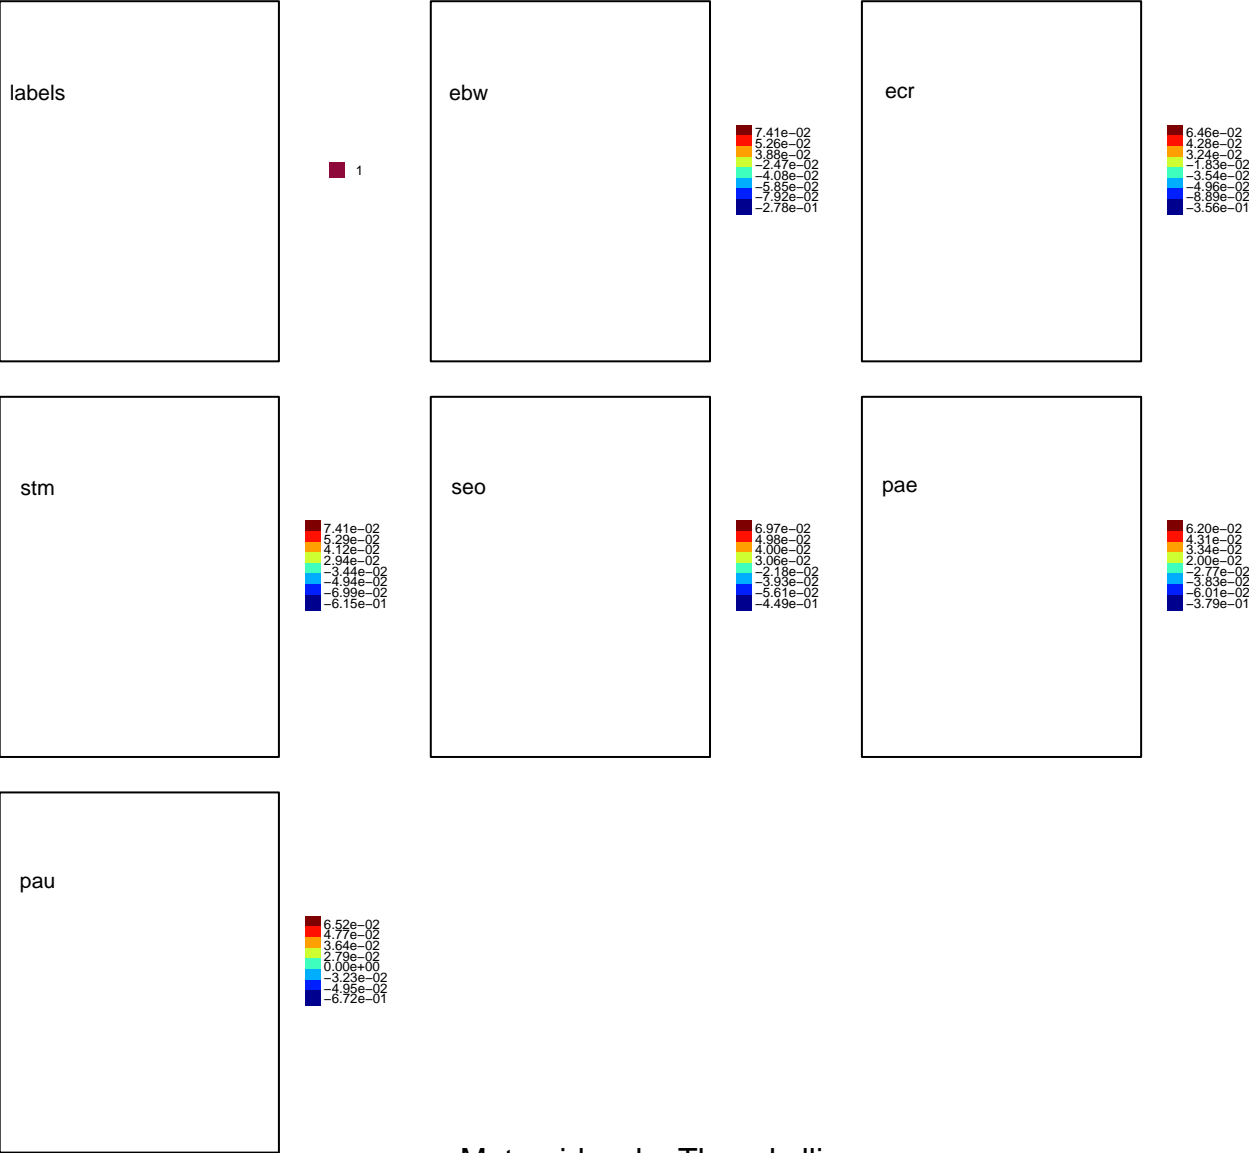 labels
1
ebw
7.41e−02
5.26e−02
3.88e−02
−2.47e−02
−4.08e−02
−5.85e−02
−7.92e−02
−2.78e−01
ecr
6.46e−02
4.28e−02
3.24e−02
−1.83e−02
−3.54e−02
−4.96e−02
−8.89e−02
−3.56e−01
stm
7.41e−02
5.29e−02
4.12e−02
2.94e−02
−3.44e−02
−4.94e−02
−6.99e−02
−6.15e−01
seo
6.97e−02
4.98e−02
4.00e−02
3.06e−02
−2.18e−02
−3.93e−02
−5.61e−02
−4.49e−01
pae
6.20e−02
4.31e−02
3.34e−02
2.00e−02
−2.77e−02
−3.83e−02
−6.01e−02
−3.79e−01
pau
6.52e−02
4.77e−02
3.64e−02
2.79e−02
0.00e+00
−3.23e−02
−4.95e−02
−6.72e−01